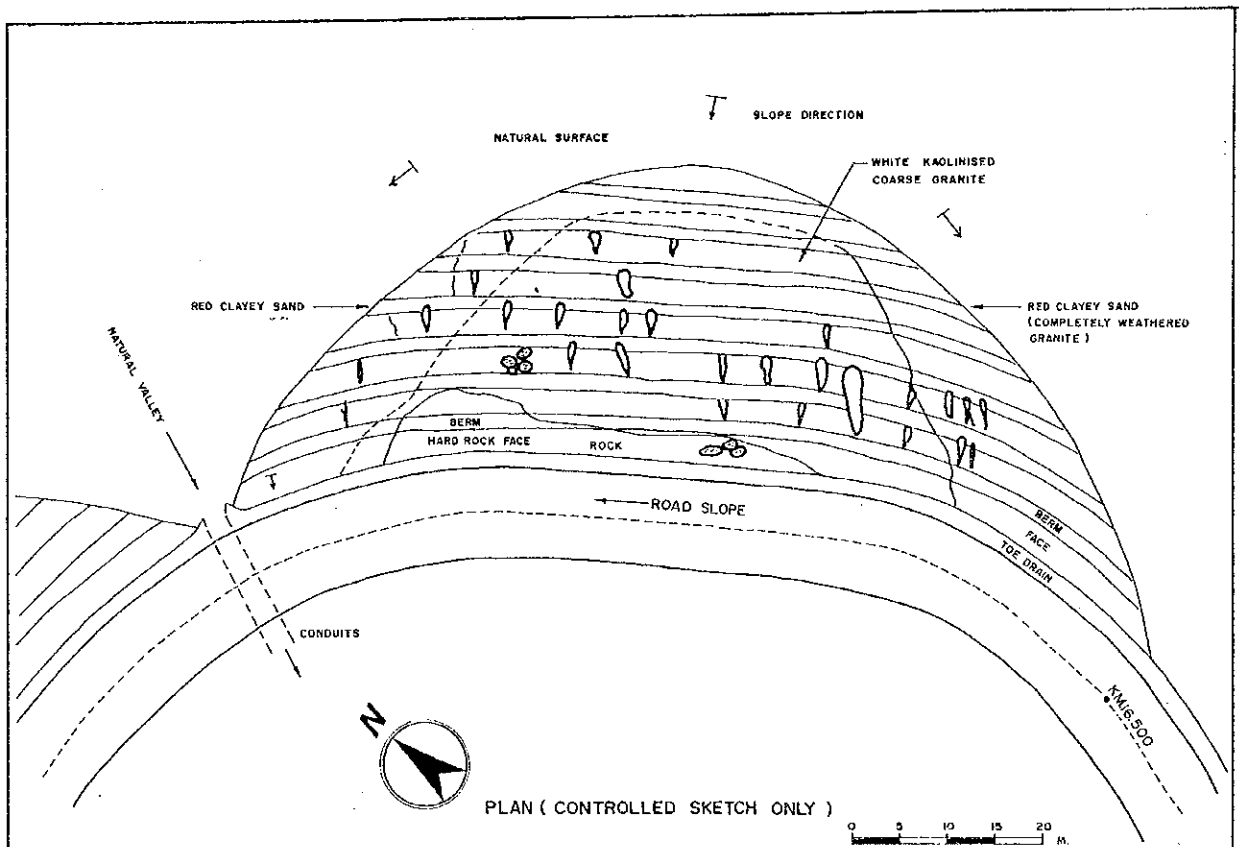 SLOPE DIRECTION
NATURAL SURFACE
WHITE KAOLINISED
COARSE GRANITE
RED CLAYEY SAND
RED CLAYEY SAND
(COMPLETELY WEATHERED
GRANITE)
NATURAL VALLEY
BERM
HARD ROCK FACE
ROCK
ROAD SLOPE
BERM
FACE
TOE DRAIN
CONDUITS
KM16.500
N
PLAN ( CONTROLLED SKETCH ONLY )
0 5 10 15 20
M.